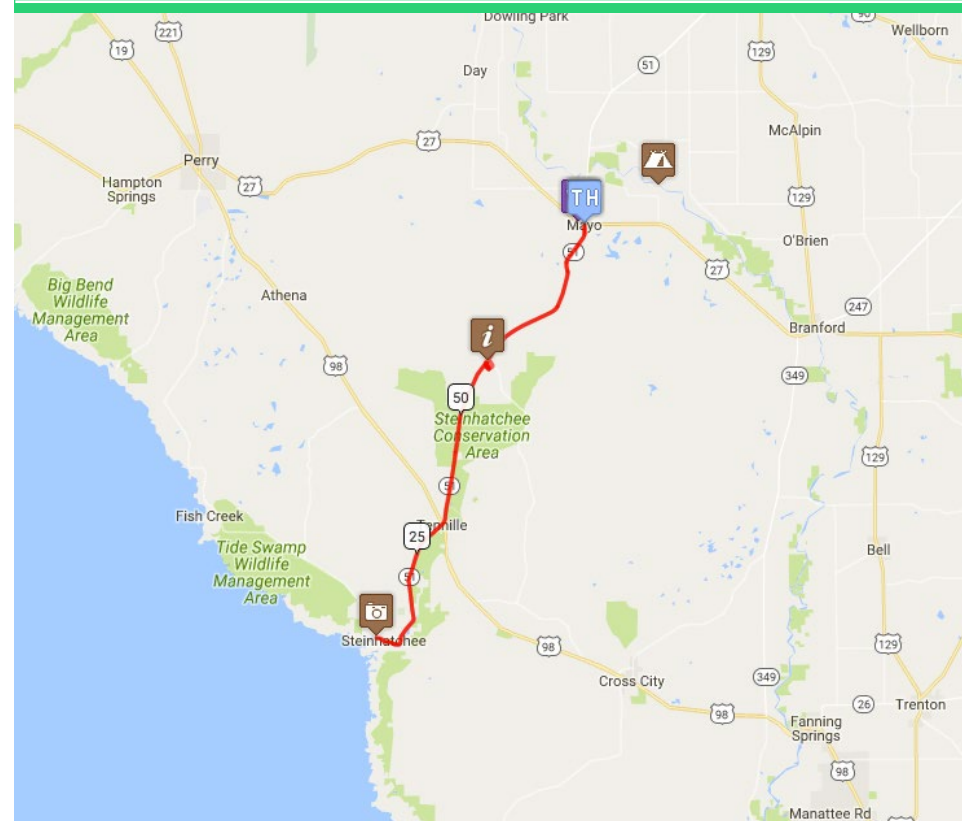 Dowling Park
90
Wellborn
221
19
129
51
Day
McAlpin
27
Perry
Hampton
Springs
27
129
TH
Mayo
51
O'Brien
27
Big Bend
Wildlife
Management
Area
Athena
247
Branford
i
98
349
50
Steinhatchee
Conservation
Area
129
51
Fish Creek
Tennille
25
Bell
Tide Swamp
Wildlife
Management
Area
51
Steinhatchee
98
129
Cross City
349
26
Trenton
98
Fanning
Springs
98
Manattee Rd